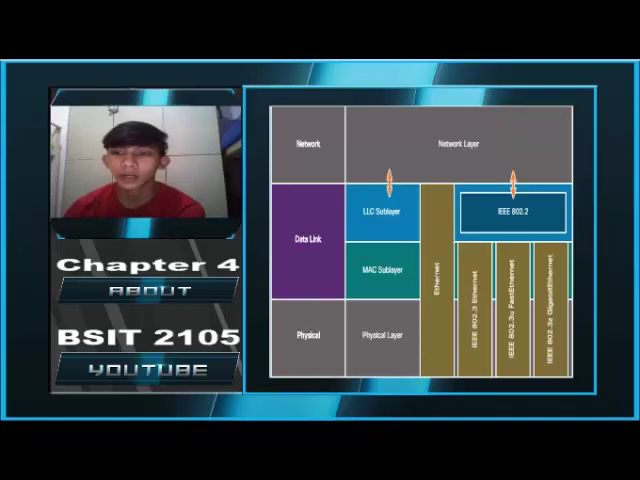 Chapter 4
ABOUT
BSIT 2105
YOUTUBE
Network
Network Layer
Data Link
LLC Sublayer
MAC Sublayer
Ethernet
IEEE 802.2
IEEE 802.3 Ethernet
IEEE 802.3u FastEthernet
IEEE 802.3z GigabitEthernet
Physical
Physical Layer